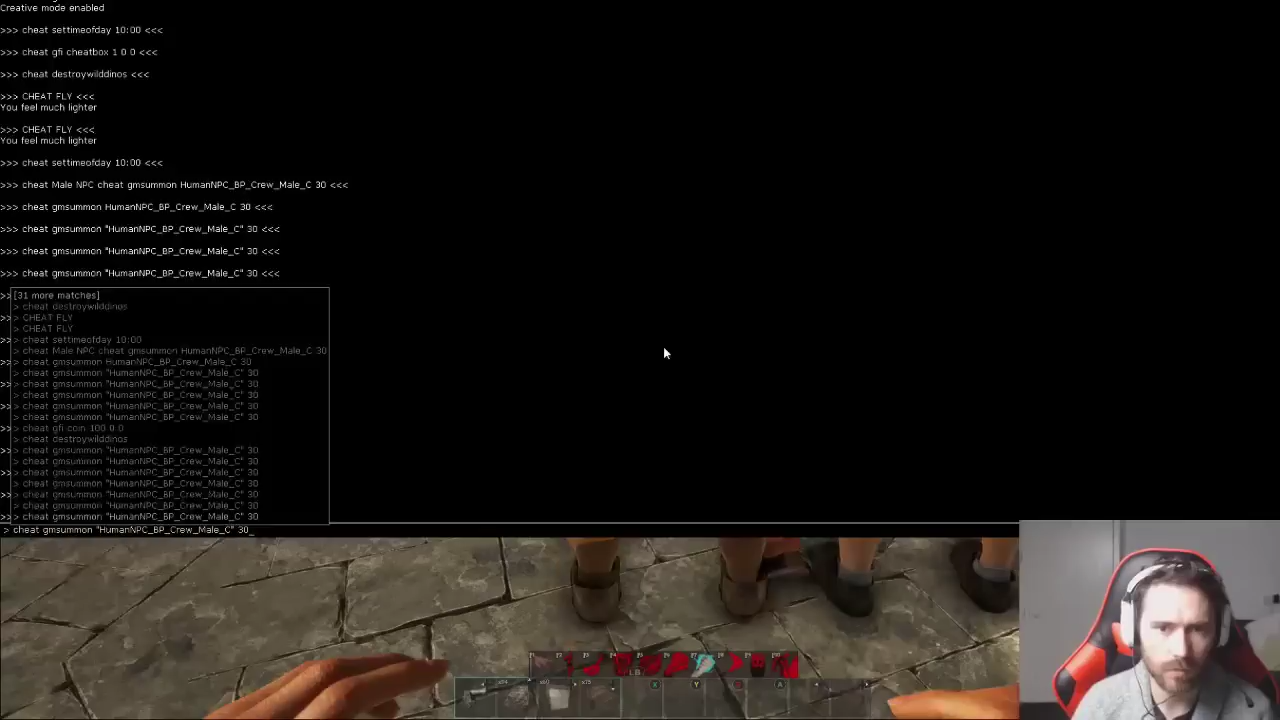 Creative mode enabled
>>> cheat settimeofday 10:00 <<<
>>> cheat gfi cheatbox 1 0 0 <<<
>>> cheat destroywilddinos <<<
>>> CHEAT FLY <<<
You feel much lighter
>>> CHEAT FLY <<<
You feel much lighter
>>> cheat settimeofday 10:00 <<<
>>> cheat Male NPC cheat gmsummon HumanNPC_BP_Crew_Male_C 30 <<<
>>> cheat gmsummon HumanNPC_BP_Crew_Male_C 30 <<<
>>> cheat gmsummon "HumanNPC_BP_Crew_Male_C" 30 <<<
>>> cheat gmsummon "HumanNPC_BP_Crew_Male_C" 30 <<<
>>> cheat gmsummon "HumanNPC_BP_Crew_Male_C" 30 <<<
[31 more matches]
> cheat destroywilddinos
> CHEAT FLY
> CHEAT FLY
> cheat settimeofday 10:00
> cheat Male NPC cheat gmsummon HumanNPC_BP_Crew_Male_C 30
> cheat gmsummon HumanNPC_BP_Crew_Male_C 30
> cheat gmsummon "HumanNPC_BP_Crew_Male_C" 30
> cheat gmsummon "HumanNPC_BP_Crew_Male_C" 30
> cheat gmsummon "HumanNPC_BP_Crew_Male_C" 30
> cheat gmsummon "HumanNPC_BP_Crew_Male_C" 30
> cheat gmsummon "HumanNPC_BP_Crew_Male_C" 30
> cheat gfi coin 100 0 0
> cheat destroywilddinos
> cheat gmsummon "HumanNPC_BP_Crew_Male_C" 30
> cheat gmsummon "HumanNPC_BP_Crew_Male_C" 30
> cheat gmsummon "HumanNPC_BP_Crew_Male_C" 30
> cheat gmsummon "HumanNPC_BP_Crew_Male_C" 30
> cheat gmsummon "HumanNPC_BP_Crew_Male_C" 30
> cheat gmsummon "HumanNPC_BP_Crew_Male_C" 30
> cheat gmsummon "HumanNPC_BP_Crew_Male_C" 30
> cheat gmsummon "HumanNPC_BP_Crew_Male_C" 30_
LB
X Y A